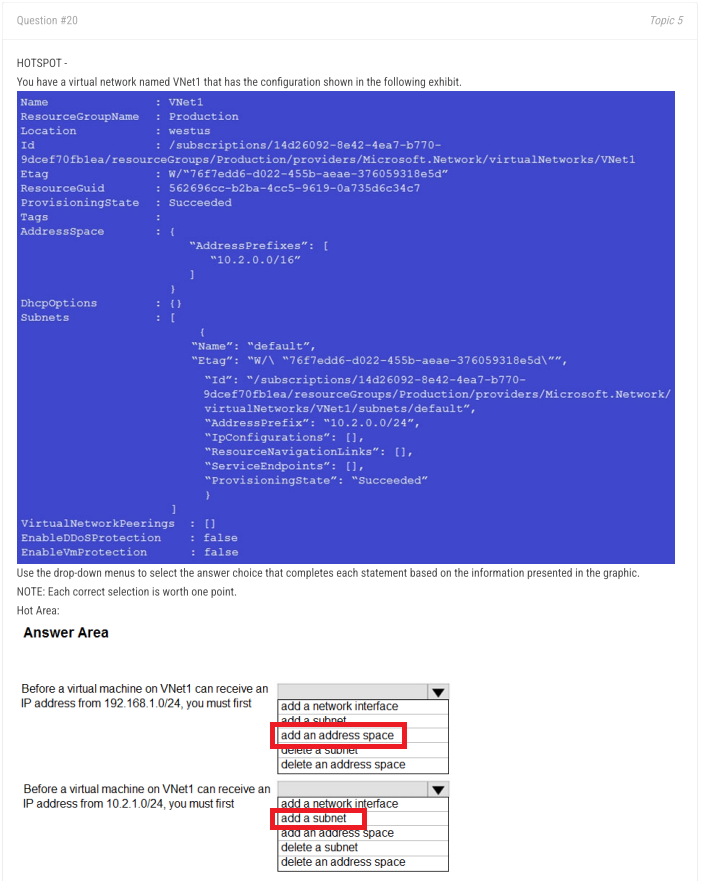 Question #20
Topic 5
HOTSPOT -
You have a virtual network named VNet1 that has the configuration shown in the following exhibit.
Name : VNet1
ResourceGroupName : Production
Location : westus
Id : /subscriptions/14d26092-8e42-4ea7-b770-
9dcef70fb1ea/resourceGroups/Production/providers/Microsoft.Network/virtualNetworks/VNet1
Etag : W/“76f7edd6-d022-455b-aeae-376059318e5d”
ResourceGuid : 562696cc-b2ba-4cc5-9619-0a735d6c34c7
ProvisioningState : Succeeded
Tags :
AddressSpace : {
“AddressPrefixes”: [
“10.2.0.0/16”
]
}
DhcpOptions : {}
Subnets : [
{
“Name”: “default”,
“Etag”: “W/\ “76f7edd6-d022-455b-aeae-376059318e5d\””,
“Id”: “/subscriptions/14d26092-8e42-4ea7-b770-
9dcef70fb1ea/resourceGroups/Production/providers/Microsoft.Network/
virtualNetworks/VNet1/subnets/default”,
“AddressPrefix”: “10.2.0.0/24”,
“IpConfigurations”: [],
“ResourceNavigationLinks”: [],
“ServiceEndpoints”: [],
“ProvisioningState”: “Succeeded”
}
]
VirtualNetworkPeerings : []
EnableDDoSProtection : false
EnableVmProtection : false
Use the drop-down menus to select the answer choice that completes each statement based on the information presented in the graphic.
NOTE: Each correct selection is worth one point.
Hot Area:
Answer Area
Before a virtual machine on VNet1 can receive an
IP address from 192.168.1.0/24, you must first
add a network interface
add a subnet
add an address space
delete a subnet
delete an address space
Before a virtual machine on VNet1 can receive an
IP address from 10.2.1.0/24, you must first
add a network interface
add a subnet
add an address space
delete a subnet
delete an address space